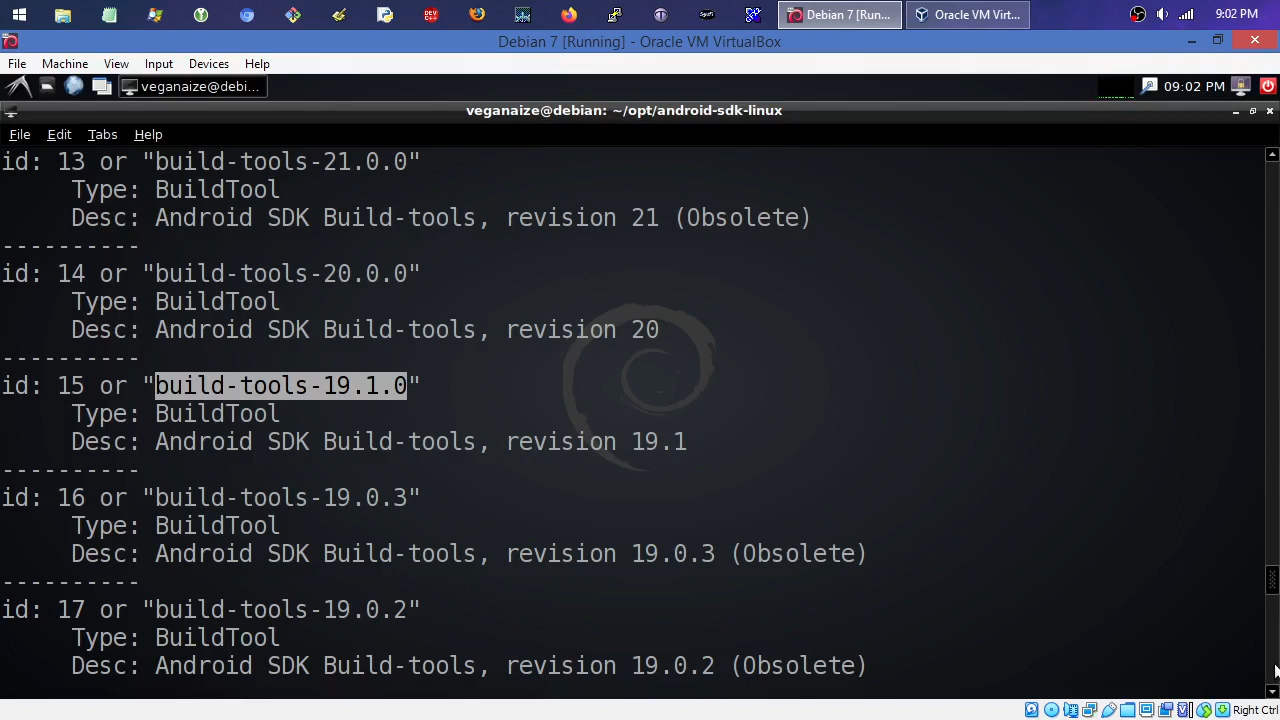 Debian 7 [Run...
Oracle VM Virt...
9:02 PM
Debian 7 [Running] - Oracle VM VirtualBox
File Machine View Input Devices Help
veganaize@debi...
09:02 PM
veganaize@debian: ~/opt/android-sdk-linux
File Edit Tabs Help
id: 13 or "build-tools-21.0.0"
Type: BuildTool
Desc: Android SDK Build-tools, revision 21 (Obsolete)
----------
id: 14 or "build-tools-20.0.0"
Type: BuildTool
Desc: Android SDK Build-tools, revision 20
----------
id: 15 or "build-tools-19.1.0"
Type: BuildTool
Desc: Android SDK Build-tools, revision 19.1
----------
id: 16 or "build-tools-19.0.3"
Type: BuildTool
Desc: Android SDK Build-tools, revision 19.0.3 (Obsolete)
----------
id: 17 or "build-tools-19.0.2"
Type: BuildTool
Desc: Android SDK Build-tools, revision 19.0.2 (Obsolete)
Right Ctrl